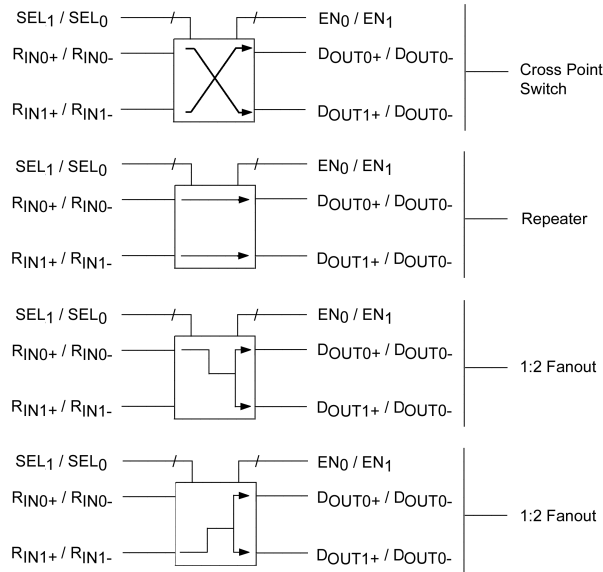 SEL1 / SEL0 EN0 / EN1
RIN0+ / RIN0- DOUT0+ / DOUT0-
RIN1+ / RIN1- DOUT1+ / DOUT0-
Cross Point
Switch
SEL1 / SEL0 EN0 / EN1
RIN0+ / RIN0- DOUT0+ / DOUT0-
RIN1+ / RIN1- DOUT1+ / DOUT0-
Repeater
SEL1 / SEL0 EN0 / EN1
RIN0+ / RIN0- DOUT0+ / DOUT0-
RIN1+ / RIN1- DOUT1+ / DOUT0-
1:2 Fanout
SEL1 / SEL0 EN0 / EN1
RIN0+ / RIN0- DOUT0+ / DOUT0-
RIN1+ / RIN1- DOUT1+ / DOUT0-
1:2 Fanout